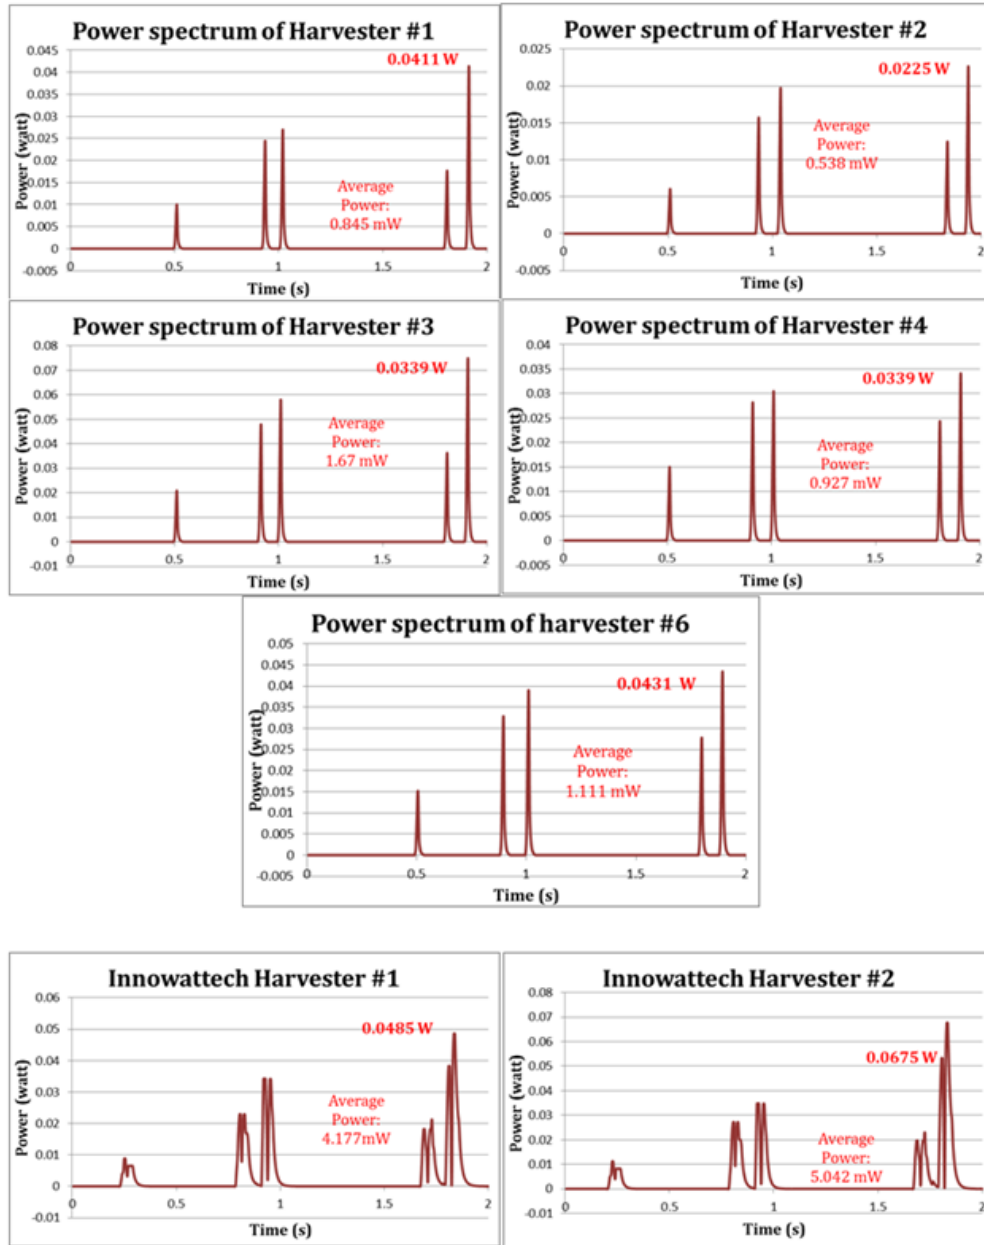 Power spectrum of Harvester #1
0.045
0.04
0.035
0.03
0.025
0.02
0.015
0.01
0.005
0
-0.005
Power (watt)
0.0411 W
Average
Power:
0.845 mW
0
0.5
1
1.5
2
Time (s)
Power spectrum of Harvester #2
0.025
0.02
0.015
0.01
0.005
0
-0.005
Power (watt)
0.0225 W
Average
Power:
0.538 mW
0
0.5
1
1.5
2
Time (s)
Power spectrum of Harvester #3
0.08
0.07
0.06
0.05
0.04
0.03
0.02
0.01
0
-0.01
Power (watt)
0.0339 W
Average
Power:
1.67 mW
0
0.5
1
1.5
2
Time (s)
Power spectrum of Harvester #4
0.04
0.035
0.03
0.025
0.02
0.015
0.01
0.005
0
-0.005
Power (watt)
0.0339 W
Average
Power:
0.927 mW
0
0.5
1
1.5
2
Time (s)
Power spectrum of harvester #6
0.05
0.045
0.04
0.035
0.03
0.025
0.02
0.015
0.01
0.005
0
-0.005
Power (watt)
0.0431 W
Average
Power:
1.111 mW
0
0.5
1
1.5
2
Time (s)
Innowattech Harvester #1
0.06
0.05
0.04
0.03
0.02
0.01
0
-0.01
Power (watt)
0.0485 W
Average
Power:
4.177mW
0
0.5
1
1.5
2
Time (s)
Innowattech Harvester #2
0.08
0.07
0.06
0.05
0.04
0.03
0.02
0.01
0
-0.01
Power (watt)
0.0675 W
Average
Power:
5.042 mW
0
0.5
1
1.5
2
Time (s)